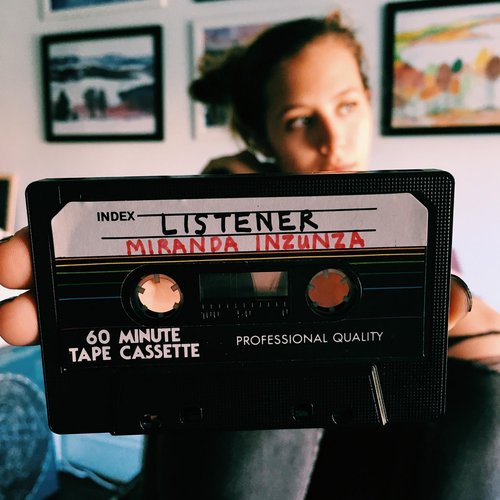 INDEX LISTENER
MIRANDA INZUNZA
60 MINUTE
TAPE CASSETTE
PROFESSIONAL QUALITY